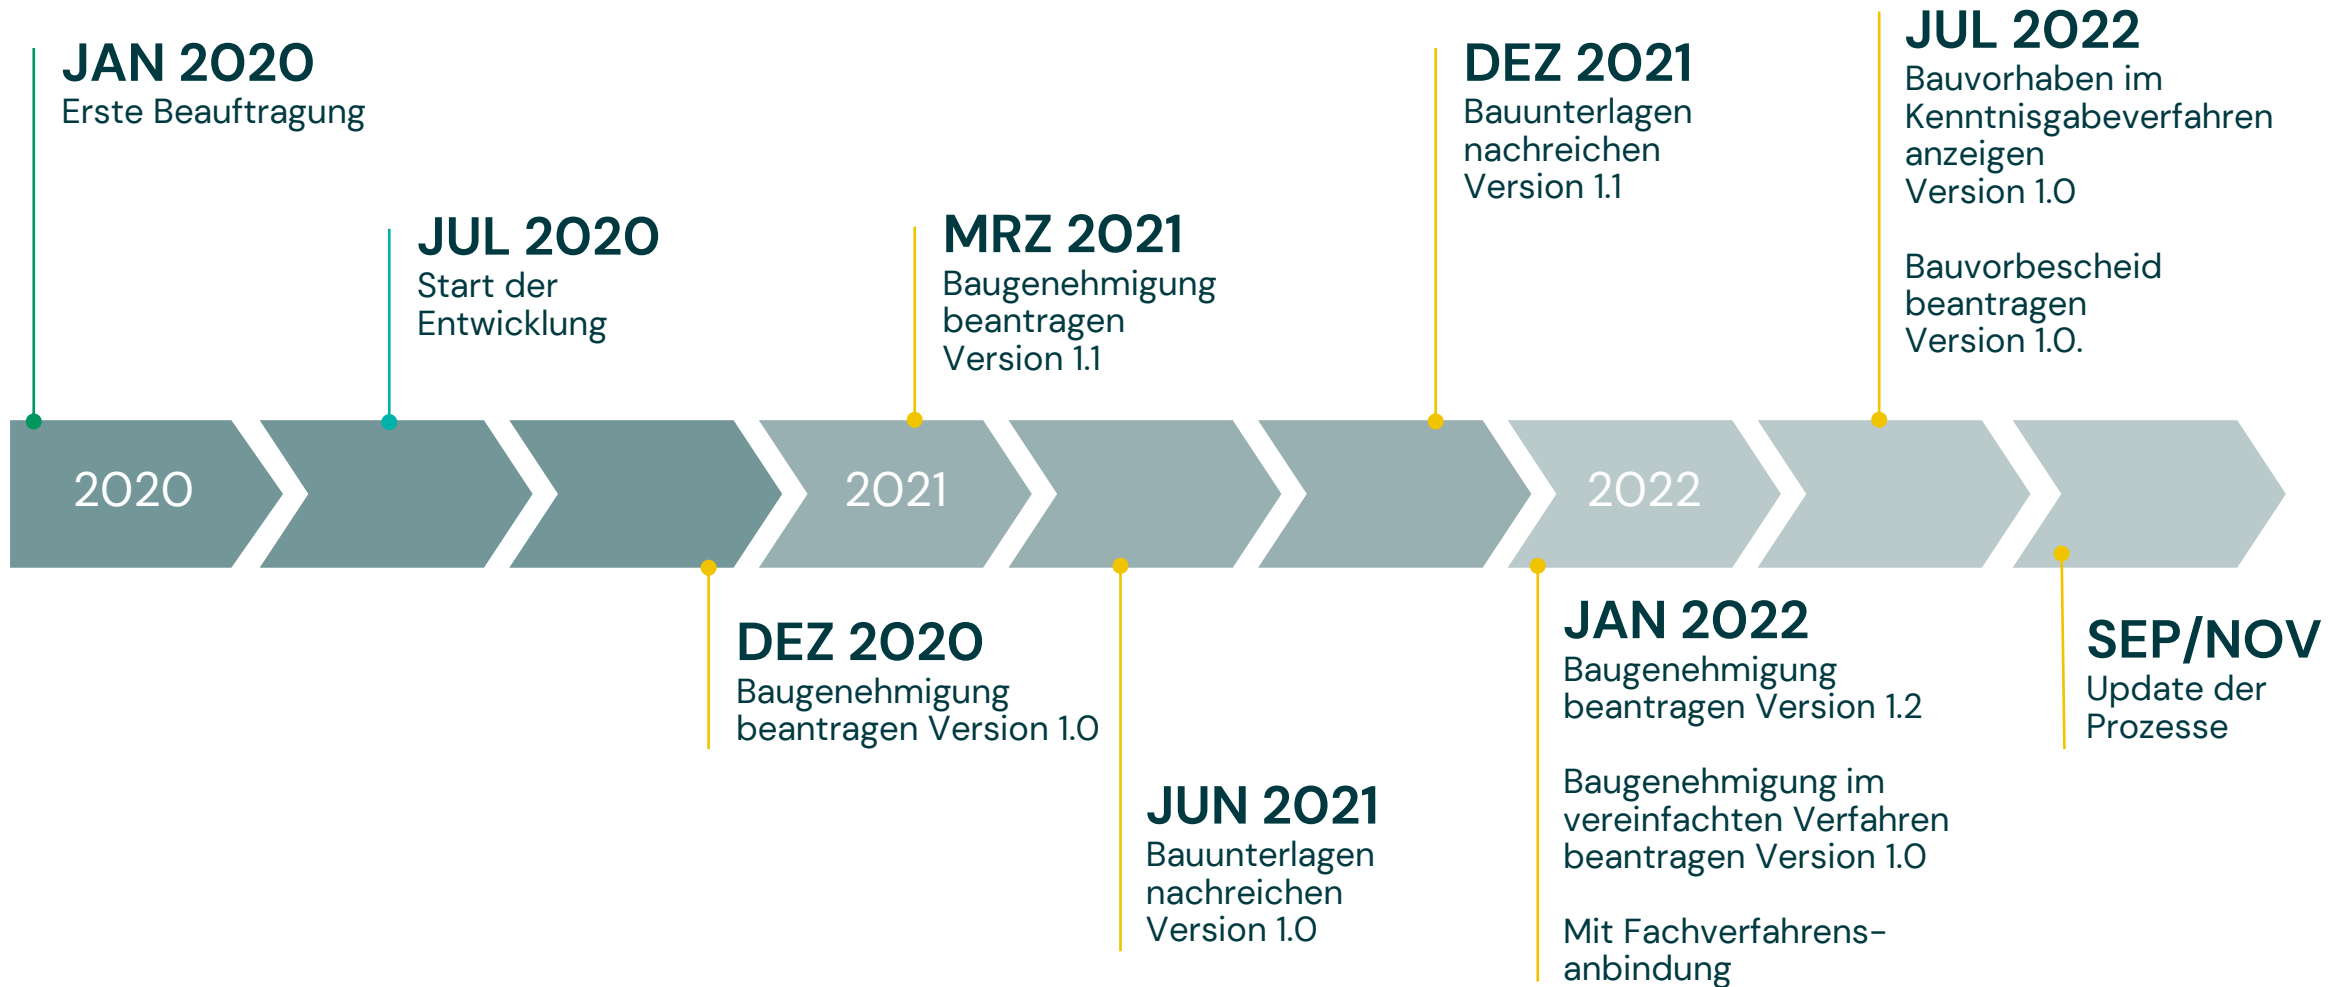 JAN 2020
Erste Beauftragung
JUL 2020
Start der
Entwicklung
MRZ 2021
Baugenehmigung
beantragen
Version 1.1
DEZ 2021
Bauunterlagen
nachreichen
Version 1.1
JUL 2022
Bauvorhaben im
Kenntnisgabeverfahren
anzeigen
Version 1.0
Bauvorbescheid
beantragen
Version 1.0.
2020
2021
2022
DEZ 2020
Baugenehmigung
beantragen Version 1.0
JUN 2021
Bauunterlagen
nachreichen
Version 1.0
JAN 2022
Baugenehmigung
beantragen Version 1.2
Baugenehmigung im
vereinfachten Verfahren
beantragen Version 1.0
Mit Fachverfahrens-
anbindung
SEP/NOV
Update der
Prozesse